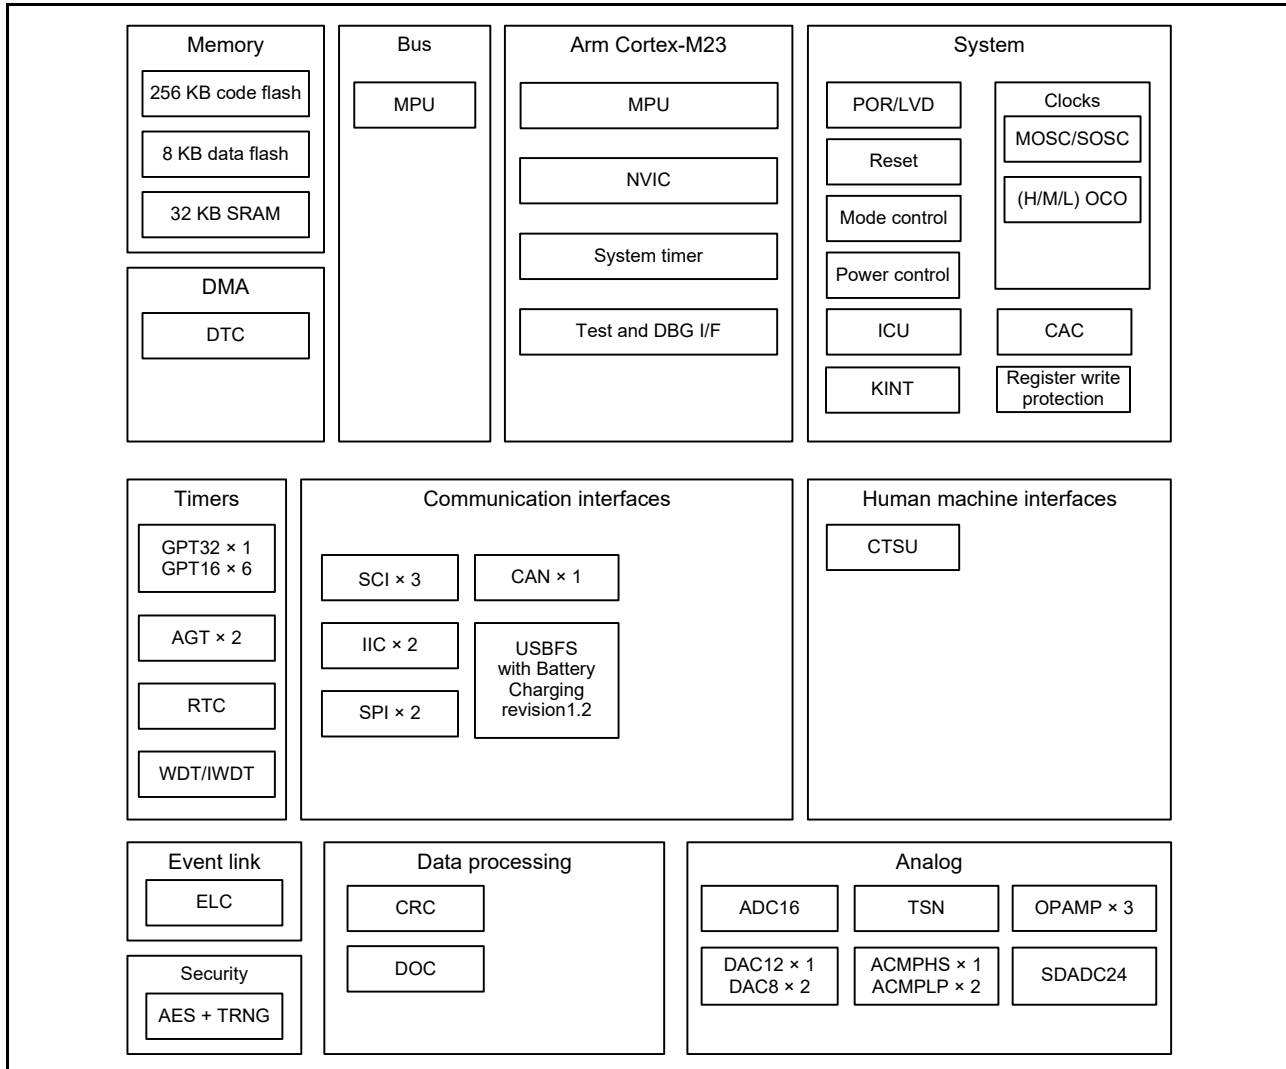 Memory
256 KB code flash
8 KB data flash
32 KB SRAM
DMA
DTC
Bus
MPU
Arm Cortex-M23
MPU
NVIC
System timer
Test and DBG I/F
System
POR/LVD
Reset
Mode control
Power control
ICU
KINT
Clocks
MOSC/SOSC
(H/M/L) OCO
CAC
Register write
protection
Timers
GPT32 × 1
GPT16 × 6
AGT × 2
RTC
WDT/IWDT
Communication interfaces
SCI × 3
IIC × 2
SPI × 2
CAN × 1
USBFS
with Battery
Charging
revision1.2
Human machine interfaces
CTSU
Event link
ELC
Security
AES + TRNG
Data processing
CRC
DOC
Analog
ADC16
TSN
OPAMP × 3
DAC12 × 1
DAC8 × 2
ACMPHS × 1
ACMPLP × 2
SDADC24